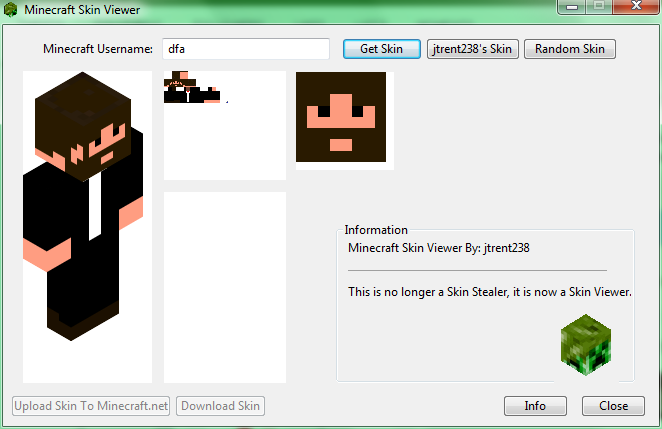 Minecraft Skin Viewer
Minecraft Username: dfa Get Skin jtrent238's Skin Random Skin
Information
Minecraft Skin Viewer By: jtrent238
This is no longer a Skin Stealer, it is now a Skin Viewer.
Upload Skin To Minecraft.net Download Skin Info Close